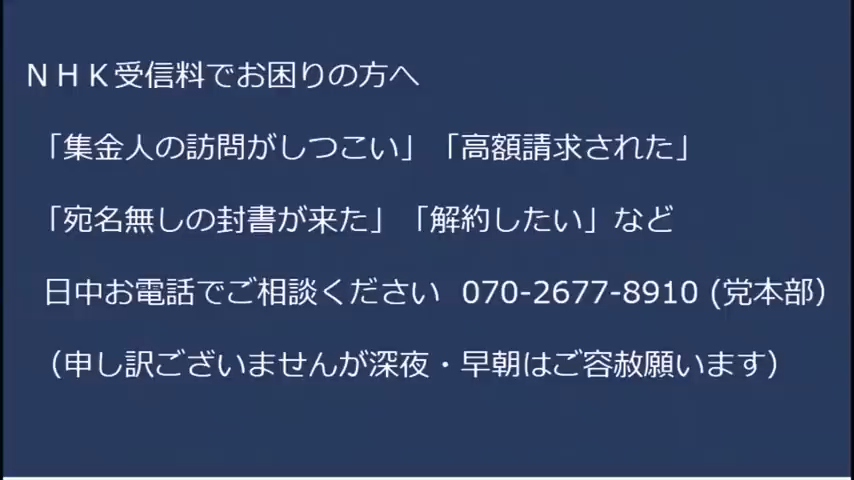 ＮＨＫ受信料でお困りの方へ
「集金人の訪問がしつこい」「高額請求された」
「宛名無しの封書が来た」「解約したい」など
日中お電話でご相談ください 070-2677-8910 (党本部）
（申し訳ございませんが深夜・早朝はご容赦願います）